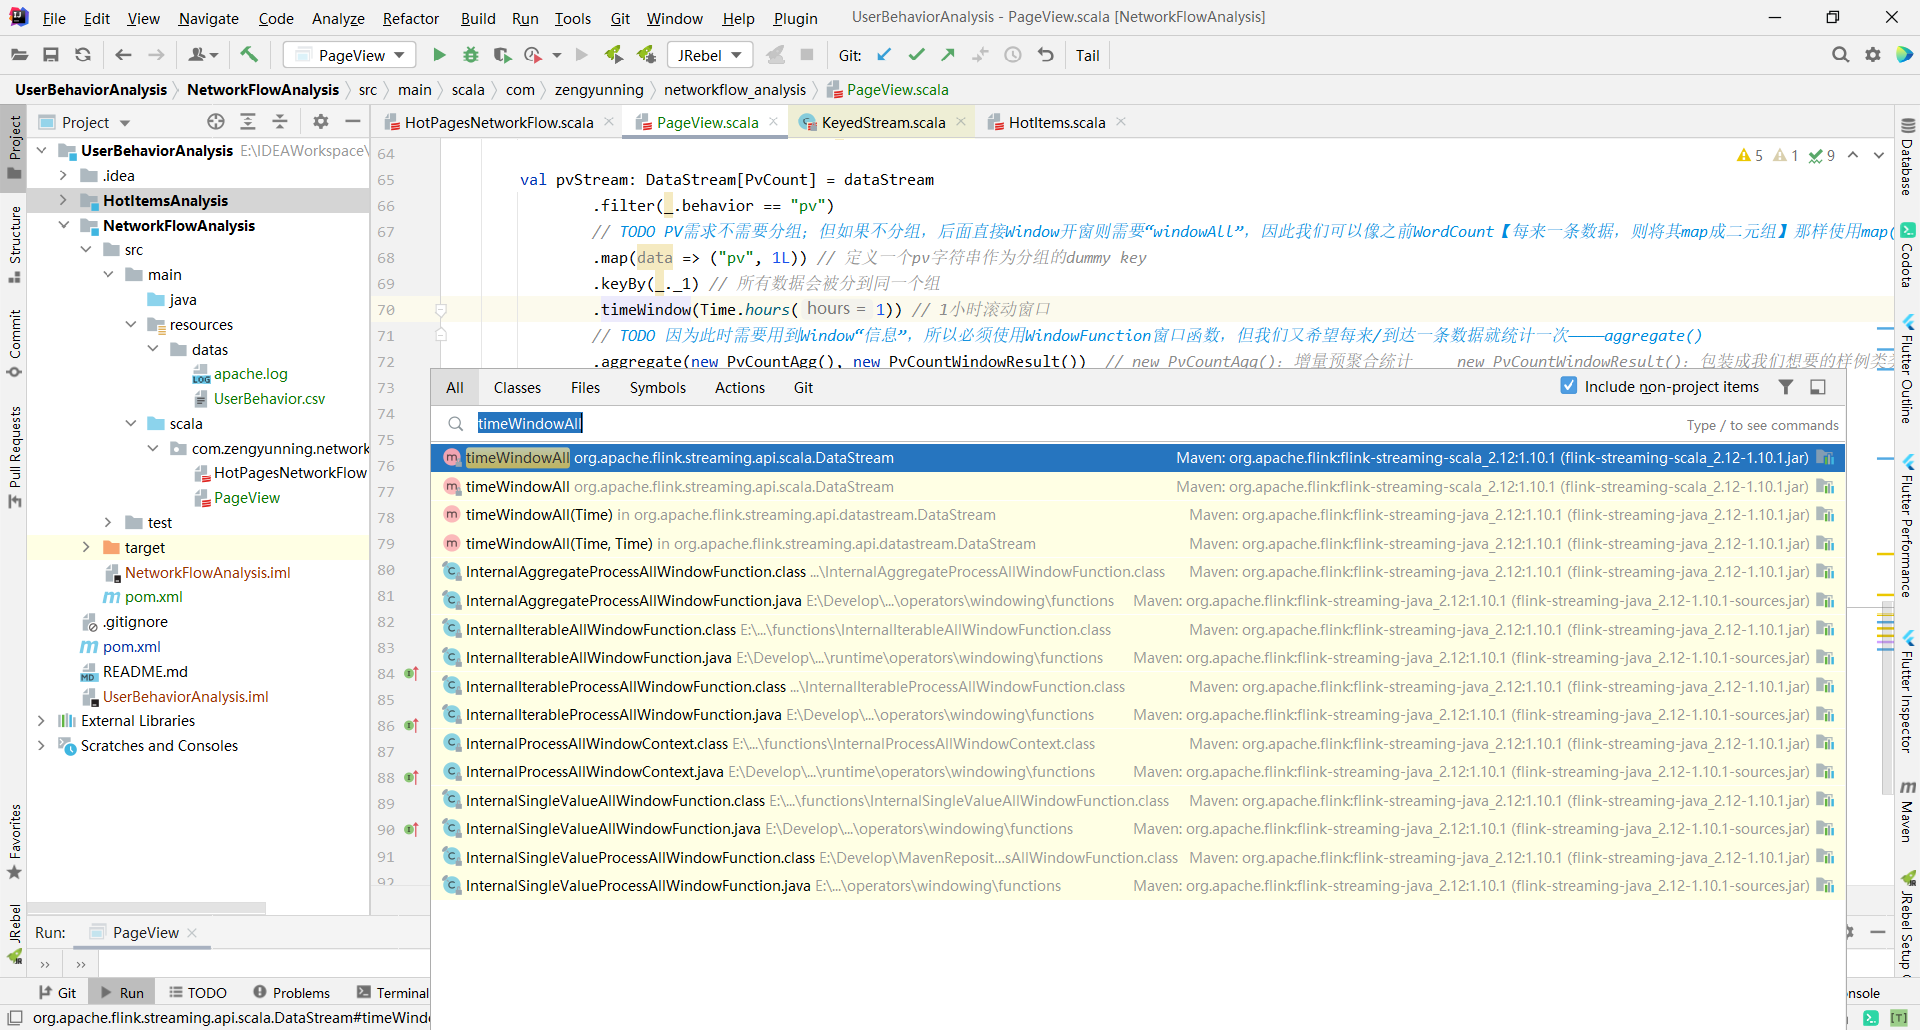 File Edit View Navigate Code Analyze Refactor Build Run Tools Git Window Help Plugin UserBehaviorAnalysis - PageView.scala [NetworkFlowAnalysis]
PageView JRebel Git: Tail
UserBehaviorAnalysis NetworkFlowAnalysis src main scala com zengyunning networkflow_analysis PageView.scala
Project
HotPagesNetworkFlow.scala PageView.scala KeyedStream.scala HotItems.scala
UserBehaviorAnalysis E:\IDEAWorkspace\
.idea
HotItemsAnalysis
NetworkFlowAnalysis
src
main
java
resources
datas
apache.log
UserBehavior.csv
scala
com.zengyunning.network
HotPagesNetworkFlow
PageView
test
target
NetworkFlowAnalysis.iml
pom.xml
.gitignore
pom.xml
README.md
UserBehaviorAnalysis.iml
External Libraries
Scratches and Consoles
Project
Structure
Commit
Pull Requests
Favorites
JRebel
5 1 9
64
65 val pvStream: DataStream[PvCount] = dataStream
66 .filter(_.behavior == "pv")
67 // TODO PV需求不需要分组；但如果不分组，后面直接Window开窗则需要“windowAll”，因此我们可以像之前WordCount【每来一条数据，则将其map成二元组】那样使用map(
68 .map(data => ("pv", 1L)) // 定义一个pv字符串作为分组的dummy key
69 .keyBy(_._1) // 所有数据会被分到同一个组
70 .timeWindow(Time.hours( hours = 1)) // 1小时滚动窗口
71 // TODO 因为此时需要用到Window“信息”，所以必须使用WindowFunction窗口函数，但我们又希望每来/到达一条数据就统计一次————aggregate()
72 .aggregate(new PvCountAgg(), new PvCountWindowResult()) // new PvCountAgg()：增量预聚合统计 new PvCountWindowResult()：包装成我们想要的样例类
73
74
75
76
77
78
79
80
81
82
83
84
85
86
87
88
89
90
91
92
All Classes Files Symbols Actions Git Include non-project items
timeWindowAll Type / to see commands
timeWindowAll org.apache.flink.streaming.api.scala.DataStream Maven: org.apache.flink:flink-streaming-scala_2.12:1.10.1 (flink-streaming-scala_2.12-1.10.1.jar)
timeWindowAll org.apache.flink.streaming.api.scala.DataStream Maven: org.apache.flink:flink-streaming-scala_2.12:1.10.1 (flink-streaming-scala_2.12-1.10.1.jar)
timeWindowAll(Time) in org.apache.flink.streaming.api.datastream.DataStream Maven: org.apache.flink:flink-streaming-java_2.12:1.10.1 (flink-streaming-java_2.12-1.10.1.jar)
timeWindowAll(Time, Time) in org.apache.flink.streaming.api.datastream.DataStream Maven: org.apache.flink:flink-streaming-java_2.12:1.10.1 (flink-streaming-java_2.12-1.10.1.jar)
InternalAggregateProcessAllWindowFunction.class ...\InternalAggregateProcessAllWindowFunction.class Maven: org.apache.flink:flink-streaming-java_2.12:1.10.1 (flink-streaming-java_2.12-1.10.1.jar)
InternalAggregateProcessAllWindowFunction.java E:\Develop\...\operators\windowing\functions Maven: org.apache.flink:flink-streaming-java_2.12:1.10.1 (flink-streaming-java_2.12-1.10.1-sources.jar)
InternalIterableAllWindowFunction.class E:\...\functions\InternalIterableAllWindowFunction.class Maven: org.apache.flink:flink-streaming-java_2.12:1.10.1 (flink-streaming-java_2.12-1.10.1.jar)
InternalIterableAllWindowFunction.java E:\Develop\...\runtime\operators\windowing\functions Maven: org.apache.flink:flink-streaming-java_2.12:1.10.1 (flink-streaming-java_2.12-1.10.1-sources.jar)
InternalIterableProcessAllWindowFunction.class ...\InternalIterableProcessAllWindowFunction.class Maven: org.apache.flink:flink-streaming-java_2.12:1.10.1 (flink-streaming-java_2.12-1.10.1.jar)
InternalIterableProcessAllWindowFunction.java E:\Develop\...\operators\windowing\functions Maven: org.apache.flink:flink-streaming-java_2.12:1.10.1 (flink-streaming-java_2.12-1.10.1-sources.jar)
InternalProcessAllWindowContext.class E:\...\functions\InternalProcessAllWindowContext.class Maven: org.apache.flink:flink-streaming-java_2.12:1.10.1 (flink-streaming-java_2.12-1.10.1.jar)
InternalProcessAllWindowContext.java E:\Develop\...\runtime\operators\windowing\functions Maven: org.apache.flink:flink-streaming-java_2.12:1.10.1 (flink-streaming-java_2.12-1.10.1-sources.jar)
InternalSingleValueAllWindowFunction.class E:\...\functions\InternalSingleValueAllWindowFunction.class Maven: org.apache.flink:flink-streaming-java_2.12:1.10.1 (flink-streaming-java_2.12-1.10.1.jar)
InternalSingleValueAllWindowFunction.java E:\Develop\...\operators\windowing\functions Maven: org.apache.flink:flink-streaming-java_2.12:1.10.1 (flink-streaming-java_2.12-1.10.1-sources.jar)
InternalSingleValueProcessAllWindowFunction.class E:\Develop\MavenReposit...sAllWindowFunction.class Maven: org.apache.flink:flink-streaming-java_2.12:1.10.1 (flink-streaming-java_2.12-1.10.1.jar)
InternalSingleValueProcessAllWindowFunction.java E:\...\operators\windowing\functions Maven: org.apache.flink:flink-streaming-java_2.12:1.10.1 (flink-streaming-java_2.12-1.10.1-sources.jar)
Database
Codota
Flutter Outline
Flutter Performance
Flutter Inspector
Maven
JRebel Setup
Run: PageView
Git Run TODO Problems Terminal nsole
org.apache.flink.streaming.api.scala.DataStream#timeWind [T]